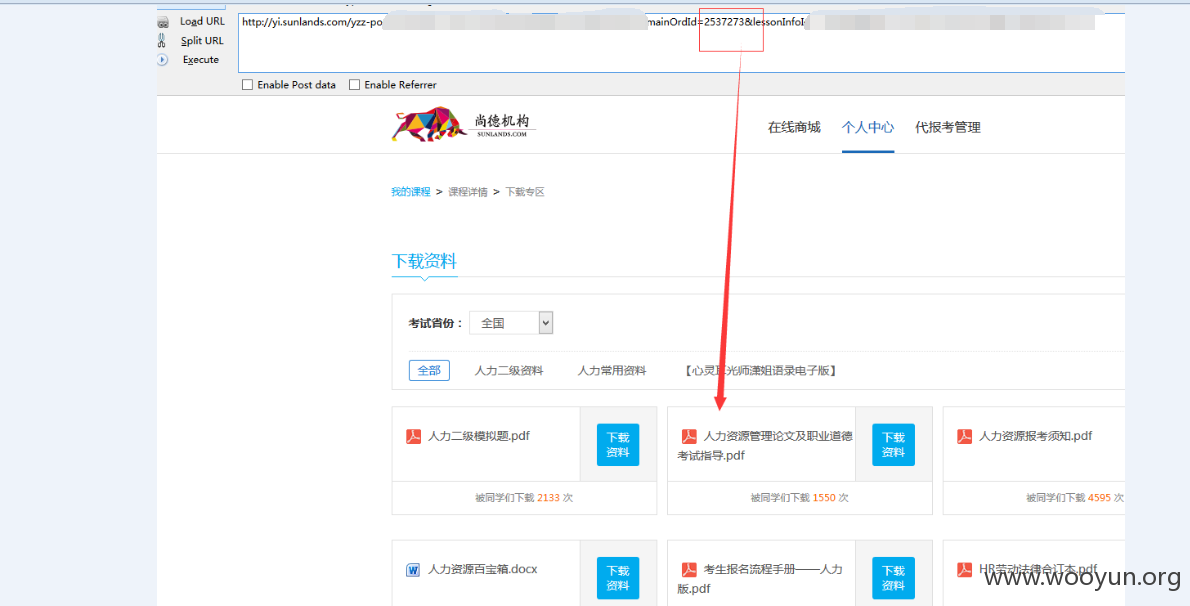 Load URL
http://yi.sunlands.com/yzz-po
mainOrdId=2537273&lessonInfoI
Split URL
Execute
Enable Post data
Enable Referrer
尚德机构
SUNLANDS.COM
在线商城
个人中心
代报考管理
我的课程 > 课程详情 > 下载专区
下载资料
考试省份：
全国
全部
人力二级资料
人力常用资料
师潇姐语录电子版】
人力二级模拟题.pdf
下载
资料
人力资源管理论文及职业道德
考试指导.pdf
下载
资料
人力资源报考须知.pdf
被同学们下载 2133 次
被同学们下载 1550 次
被同学们下载 4595 次
人力资源百宝箱.docx
下载
资料
考生报名流程手册——人力
版.pdf
下载
资料
HR劳动法律合订本.pdf
www.wooyun.org